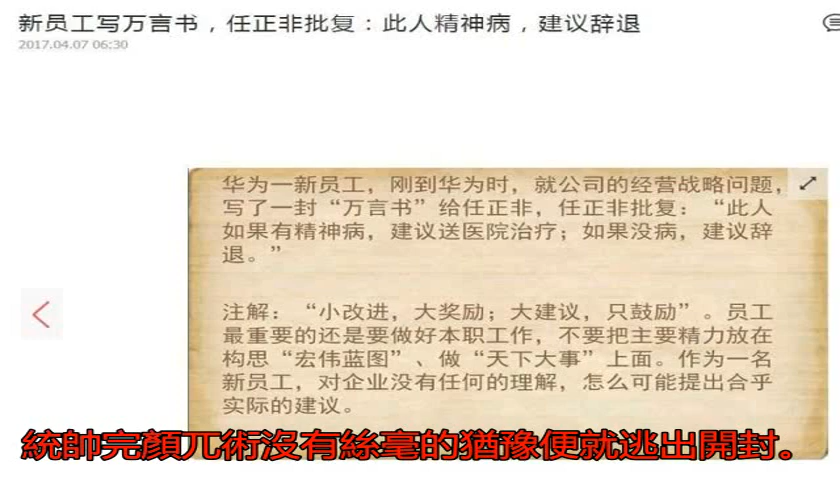 新员工写万言书，任正非批复：此人精神病，建议辞退
2017.04.07 06:30
华为一新员工，刚到华为时，就公司的经营战略问题，
写了一封“万言书”给任正非，任正非批复：“此人
如果有精神病，建议送医院治疗；如果没病，建议辞
退。”
注解：“小改进，大奖励；大建议，只鼓励”。员工
最重要的还是要做好本职工作，不要把主要精力放在
构思“宏伟蓝图”、做“天下大事”上面。作为一名
新员工，对企业没有任何的理解，怎么可能提出合乎
实际的建议。
統帥完顏兀術沒有絲毫的猶豫便就逃出開封。